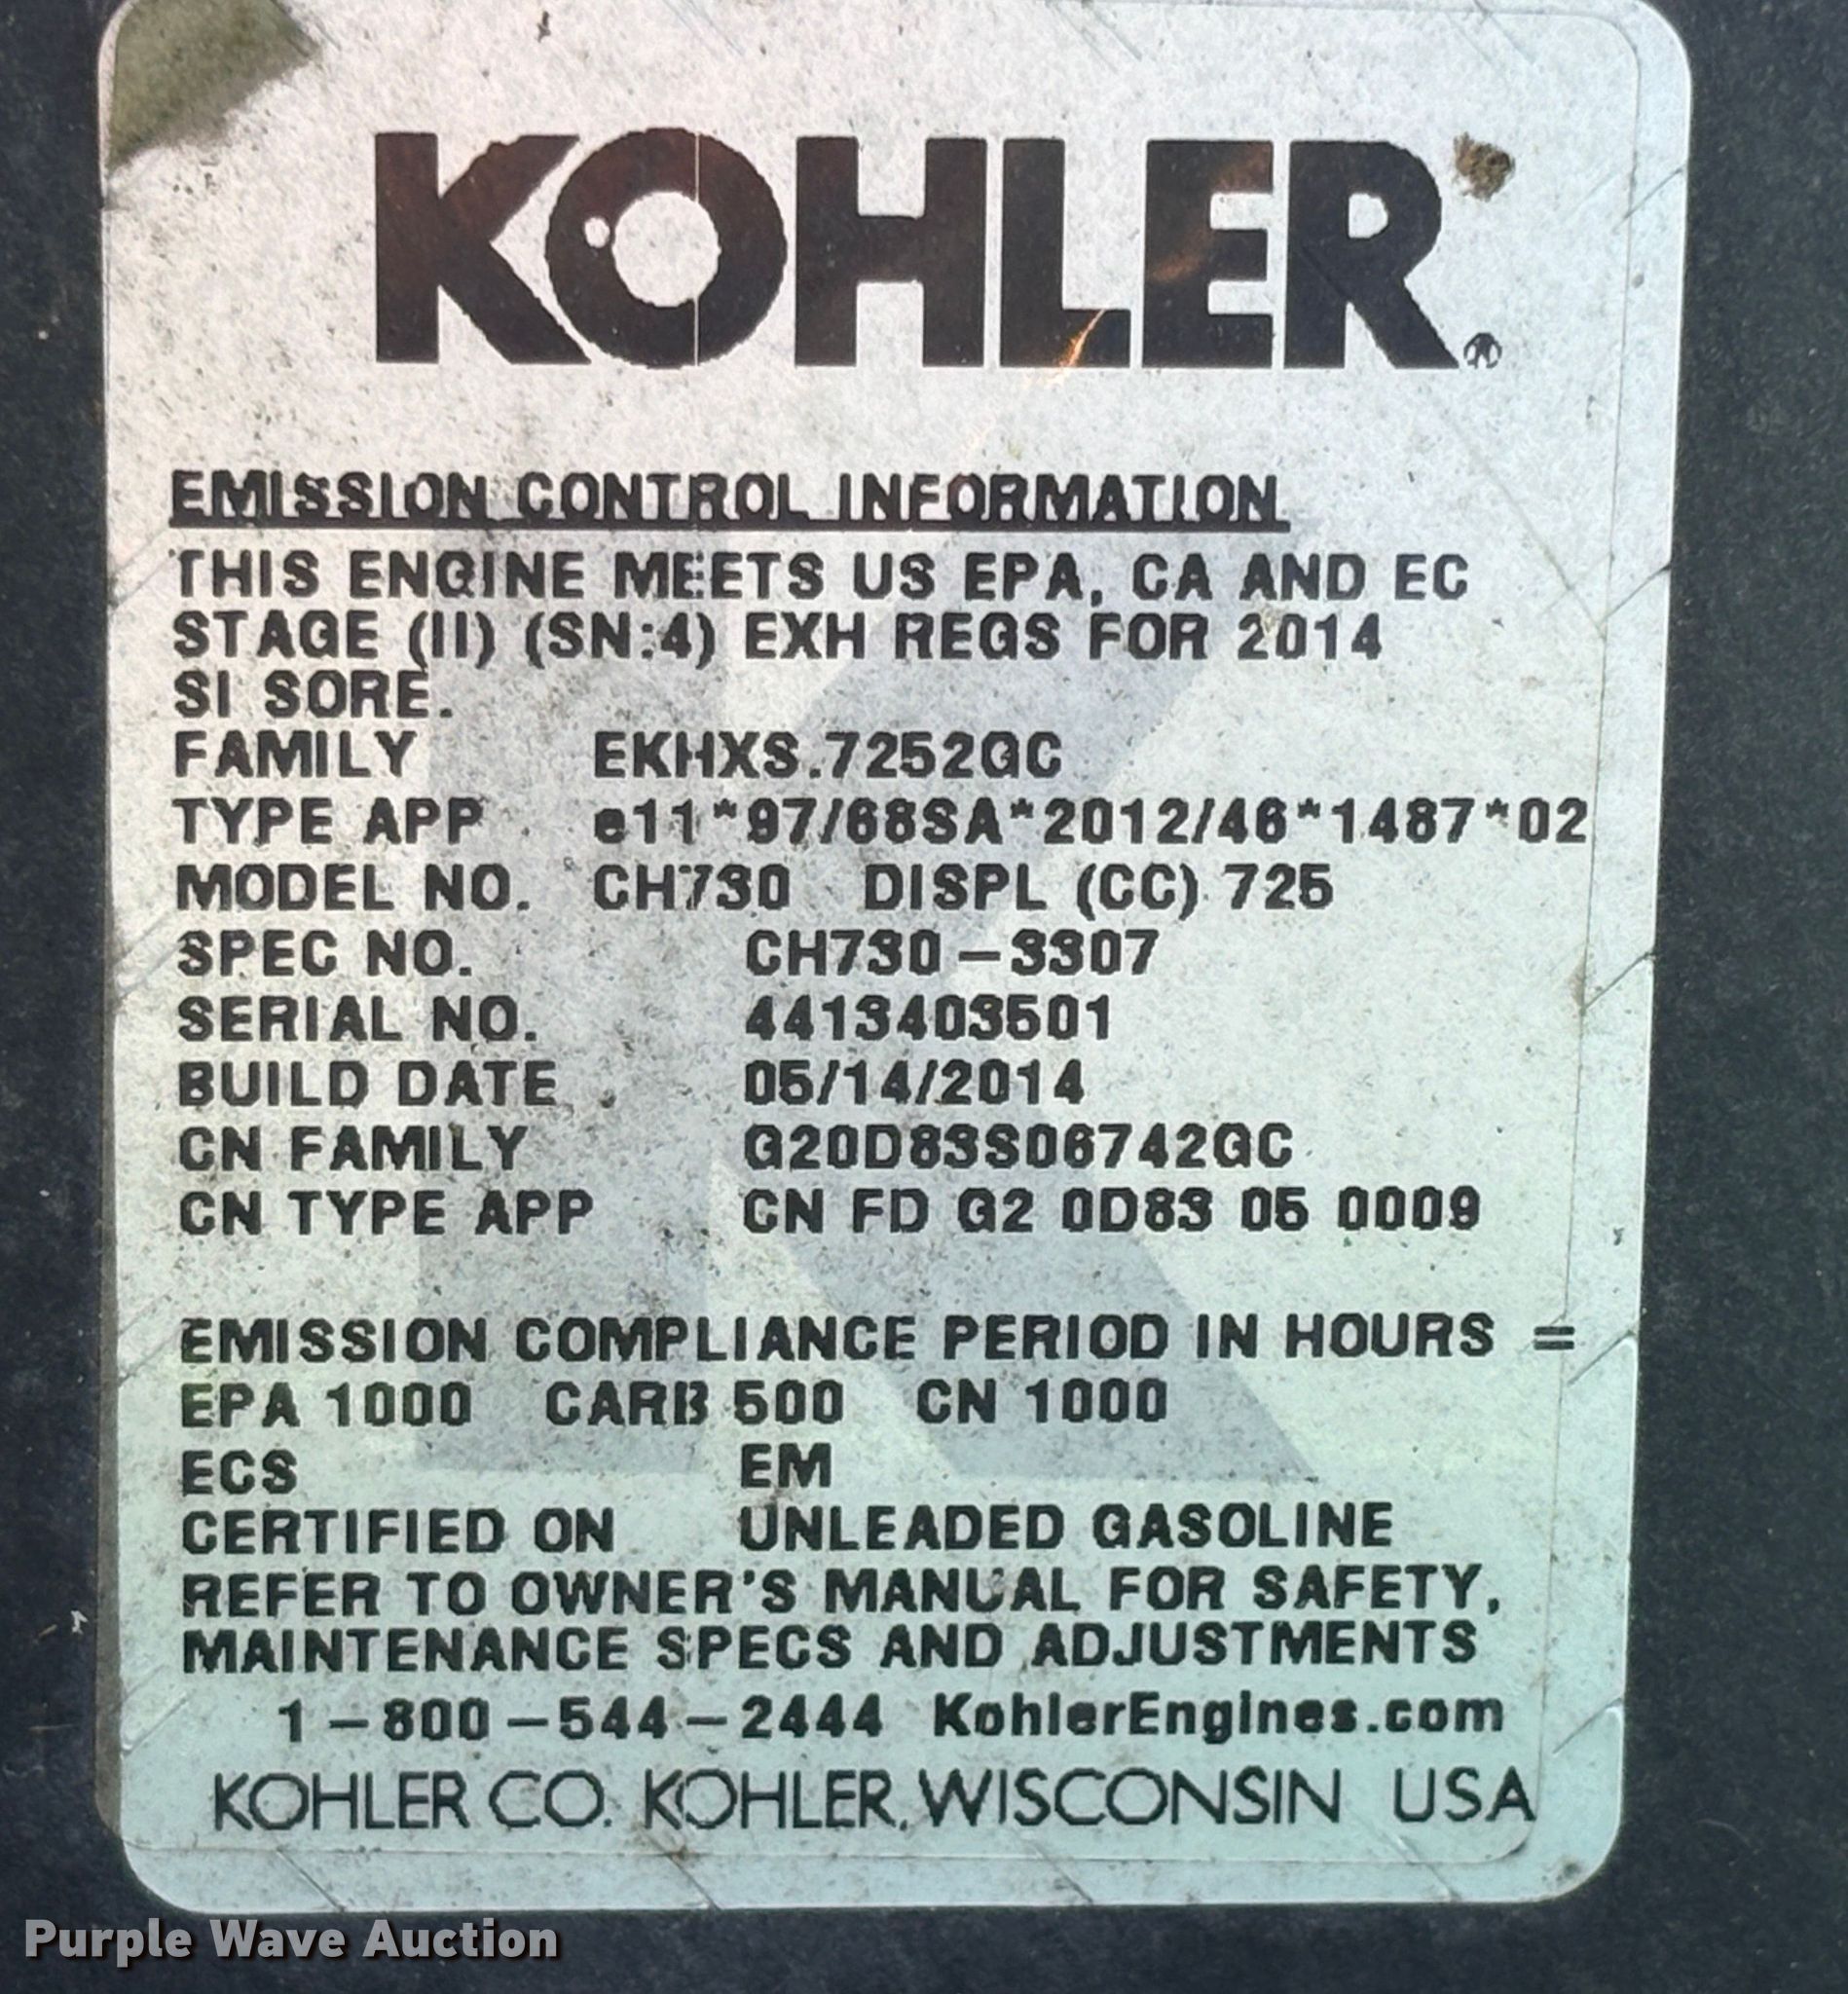 KOHLER®
EMISSION CONTROL INFORMATION
THIS ENGINE MEETS US EPA, CA AND EC
STAGE (II) (SN:4) EXH REGS FOR 2014
SI SORE.
FAMILY EKHXS.7252GC
TYPE APP e11*97/68SA*2012/46*1487*02
MODEL NO. CH730 DISPL (CC) 725
SPEC NO. CH730-3307
SERIAL NO. 4413403501
BUILD DATE 05/14/2014
CN FAMILY G20D83S06742GC
CN TYPE APP CN FD G2 0D83 05 0009
EMISSION COMPLIANCE PERIOD IN HOURS =
EPA 1000 CARB 500 CN 1000
ECS EM
CERTIFIED ON UNLEADED GASOLINE
REFER TO OWNER'S MANUAL FOR SAFETY,
MAINTENANCE SPECS AND ADJUSTMENTS
1-800-544-2444 KohlerEngines.com
KOHLER CO. KOHLER, WISCONSIN USA
Purple Wave Auction